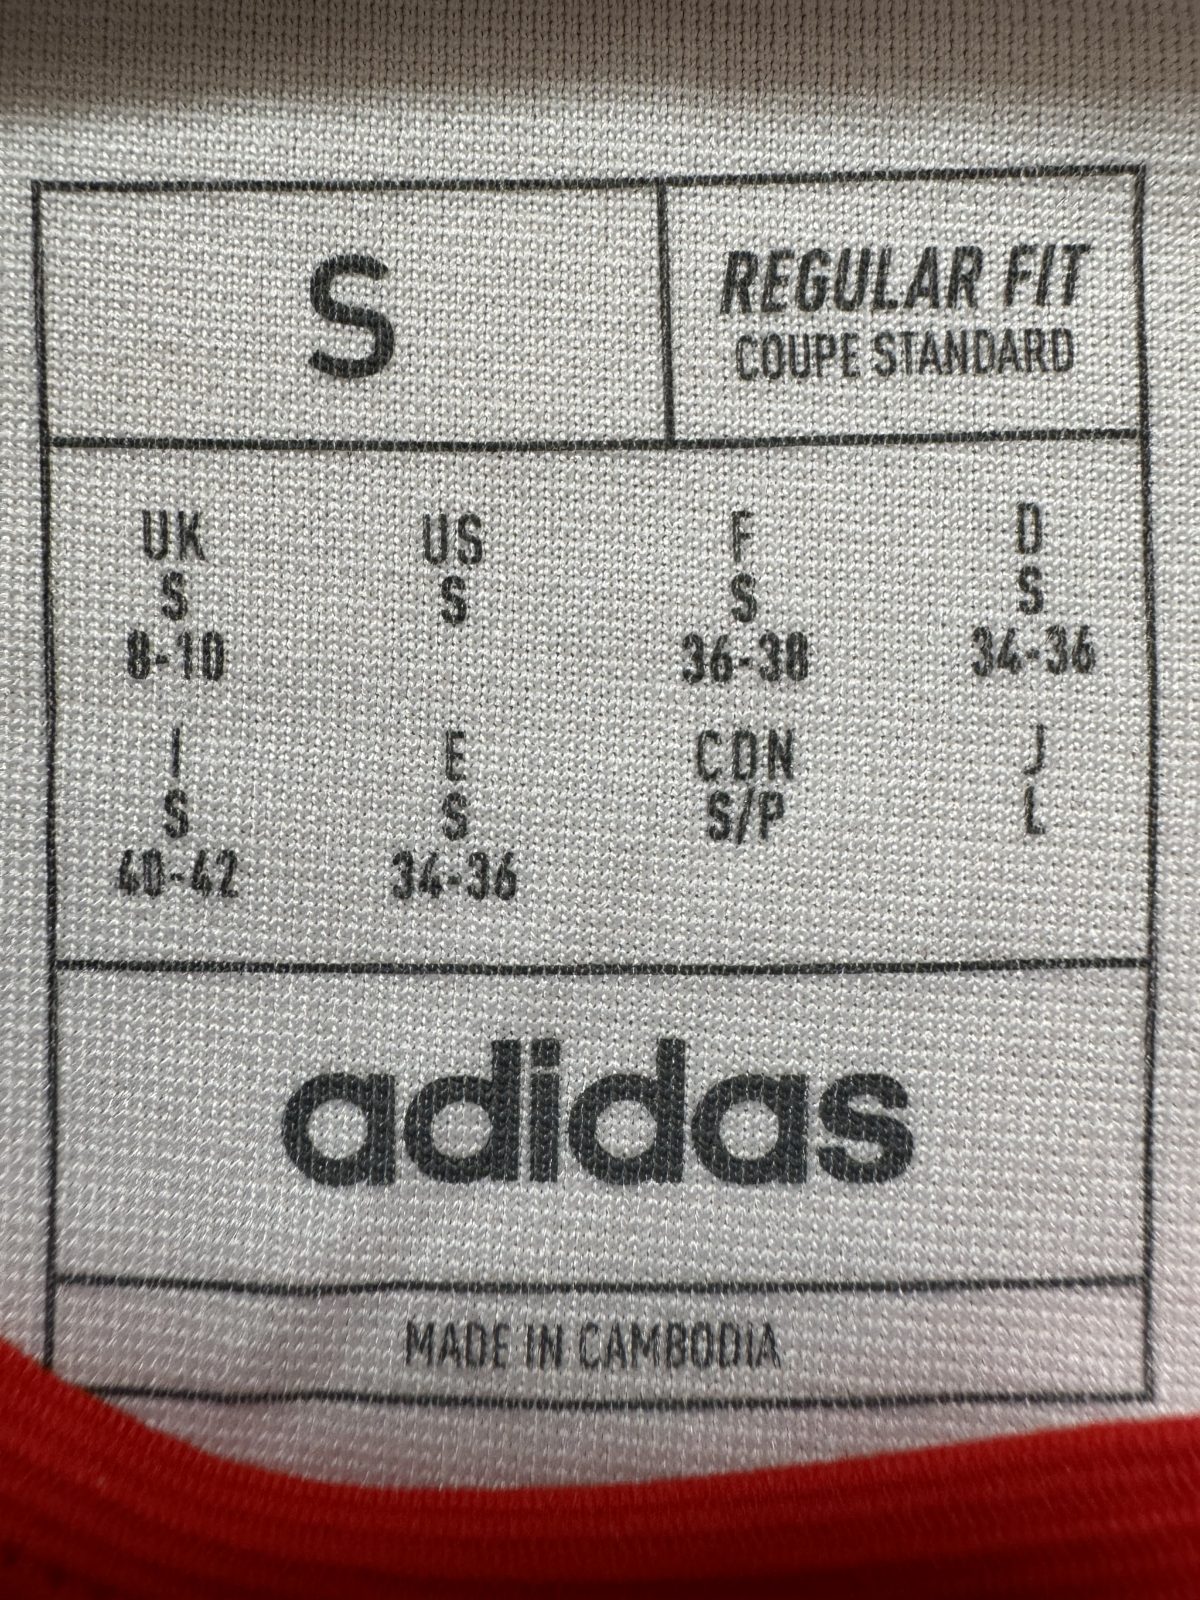 S
REGULAR FIT
COUPE STANDARD
UK US F D
S S S S
8-10 36-38 34-36
I E CDN J
S S S/P L
40-42 34-36
adidas
MADE IN CAMBODIA